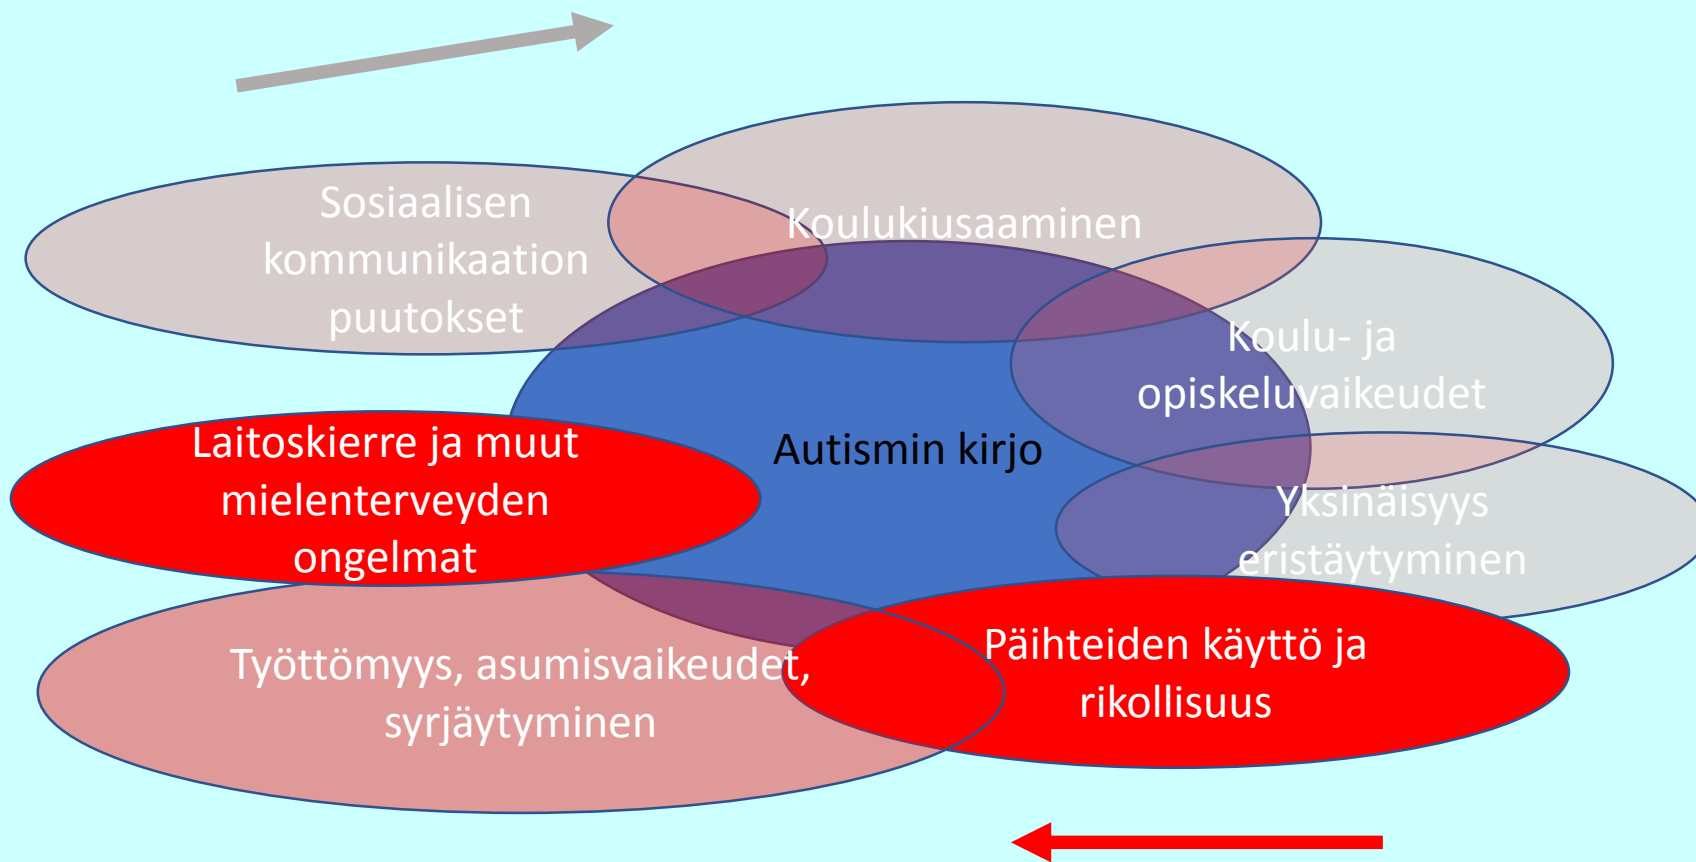 Sosiaalisen
kommunikaation
puutokset
Koulukiusaaminen
Koulu- ja
opiskeluvaikeudet
Autismin kirjo
Laitoskierre ja muut
mielenterveyden
ongelmat
Yksinäisyys
eristäytyminen
Työttömyys, asumisvaikeudet,
syrjäytyminen
Päihteiden käyttö ja
rikollisuus